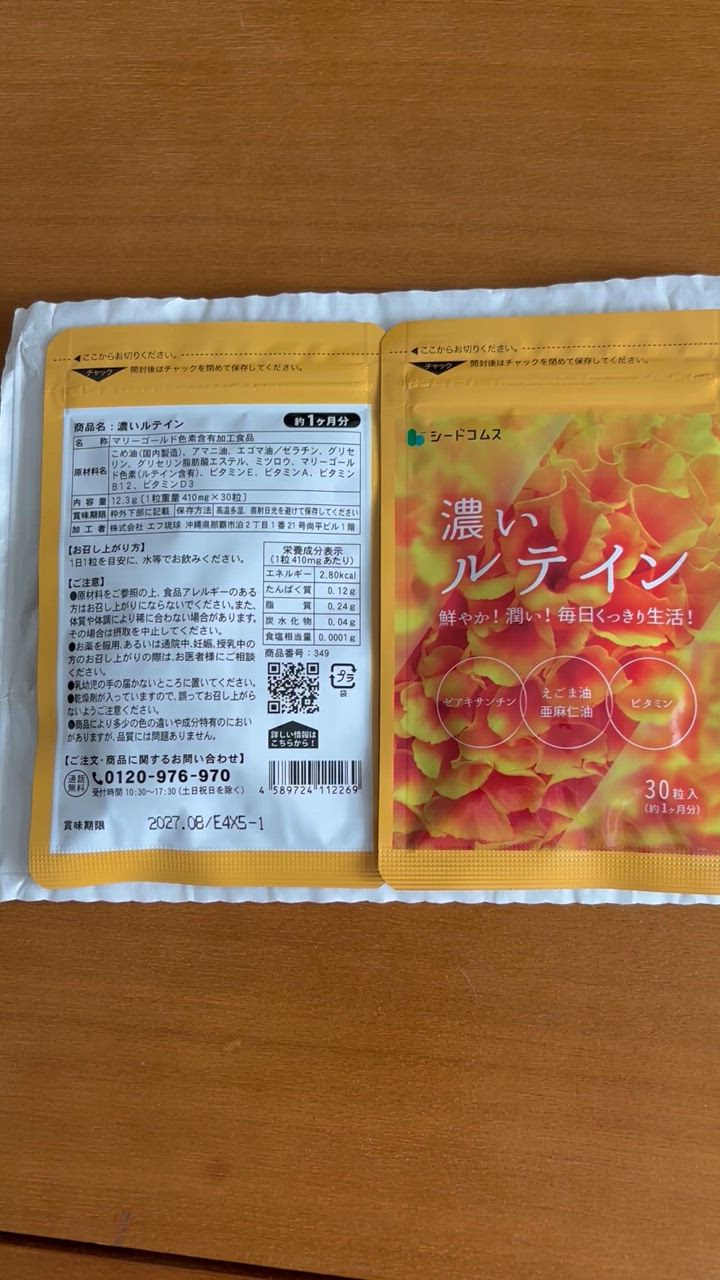 ここからお切りください。
チャック
開封後はチャックを閉めて保存してください。
商品名：濃いルテイン
約1ヶ月分
名　称 マリーゴールド色素含有加工食品
原材料名 こめ油(国内製造)、アマニ油、エゴマ油／ゼラチン、グリセ
リン、グリセリン脂肪酸エステル、ミツロウ、マリーゴー
ルド色素(ルテイン含有)、ビタミンE、ビタミンA、ビタミン
B12、ビタミンD3
内 容 量 12.3g［1粒重量 410mg×30粒］
賞味期限 枠外下部に記載 保存方法 高温多湿、直射日光を避けて保存してください
加 工 者 株式会社 エフ琉球 沖縄県那覇市泊2丁目1番21号尚平ビル1階
【お召し上がり方】
1日1粒を目安に、水等でお飲みください。
【ご注意】
●原材料をご参照の上、食品アレルギーのある
方はお召し上がりにならないでください。また、
体質や体調により稀に合わない場合があります。
その場合は摂取を中止してください。
●お薬を服用、あるいは通院中、妊娠、授乳中の
方のお召し上がりの際は、お医者様にご相談
ください。
●乳幼児の手の届かないところに置いてください。
●乾燥剤が入っていますので、誤ってお召し上がら
ないようご注意ください。
●商品により多少の色の違いや成分特有のにおい
がありますが、品質には問題ありません。
栄養成分表示
(1粒410mgあたり)
エネルギー 2.80kcal
たんぱく質 0.12g
脂　質 0.24g
炭水化物 0.04g
食塩相当量 0.0001g
商品番号：349
プラ
袋
詳しい情報は
こちらから！
【ご注文・商品に関するお問い合わせ】
通話
無料
0120-976-970
受付時間 10:30〜17:30 (土日祝日を除く)
4 589724 112269
賞味期限
2027.08/E4X5-1
ここからお切りください。
チャック
開封後はチャックを閉めて保存してください。
シードコムス
濃い
ルテイン
鮮やか！潤い！毎日くっきり生活！
ゼアキサンチン
えごま油
亜麻仁油
ビタミン
30粒入
(約1ヶ月分)